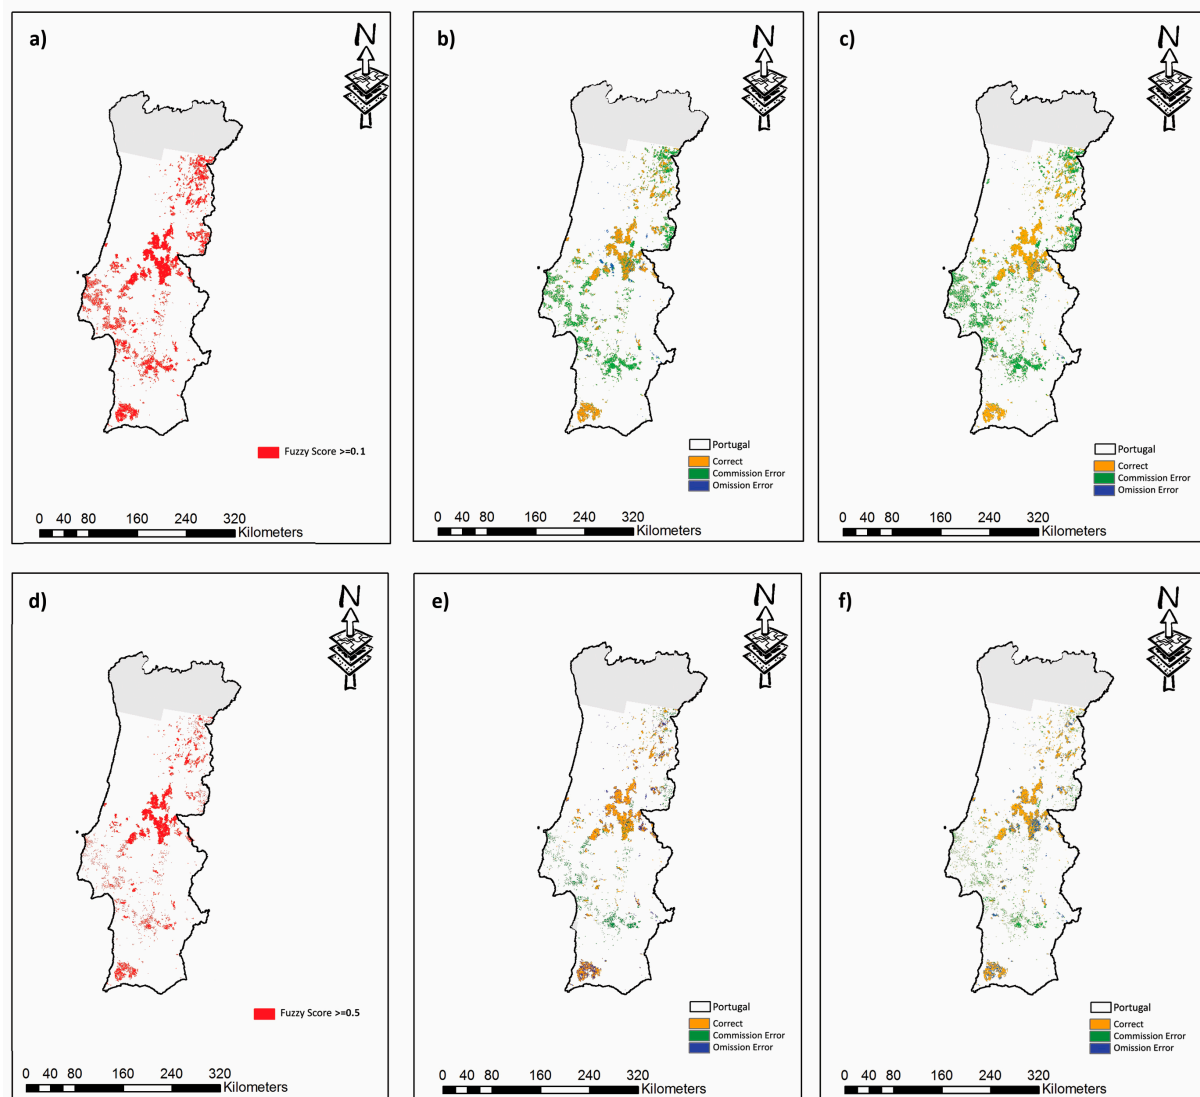 a)
N
Fuzzy Score >=0.1
0 40 80 160 240 320
Kilometers
b)
N
Portugal
Correct
Commission Error
Omission Error
0 40 80 160 240 320
Kilometers
c)
N
Portugal
Correct
Commission Error
Omission Error
0 40 80 160 240 320
Kilometers
d)
N
Fuzzy Score >=0.5
0 40 80 160 240 320
Kilometers
e)
N
Portugal
Correct
Commission Error
Omission Error
0 40 80 160 240 320
Kilometers
f)
N
Portugal
Correct
Commission Error
Omission Error
0 40 80 160 240 320
Kilometers